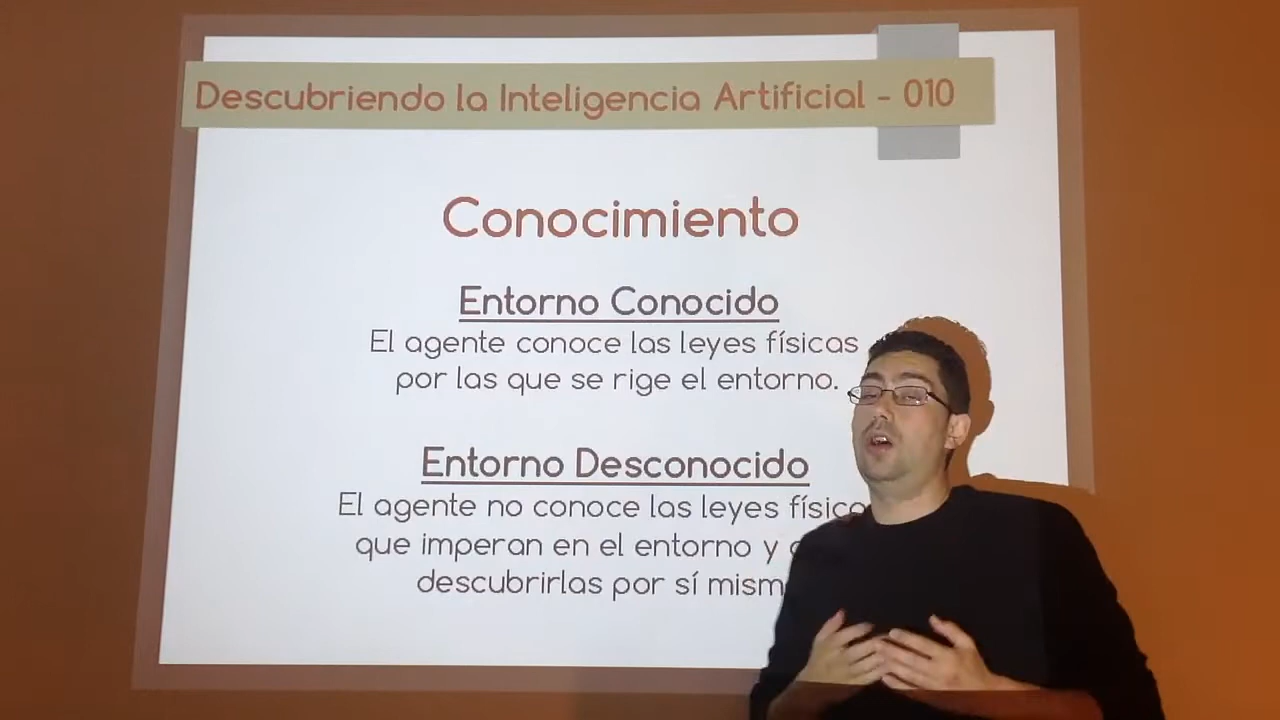 Descubriendo la Inteligencia Artificial - 010
Conocimiento
Entorno Conocido
El agente conoce las leyes físicas
por las que se rige el entorno.
Entorno Desconocido
El agente no conoce las leyes
que imperan en el entorno y
descubrirlas por sí